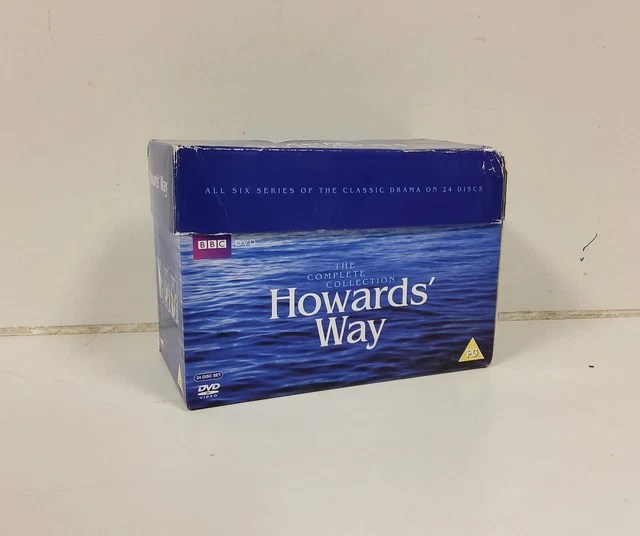 ALL SIX SERIES OF THE CLASSIC DRAMA ON 24 DISCS
BBC DVD
THE
COMPLETE
COLLECTION
Howards'
Way
PG
24 DISC SET
DVD
VIDEO